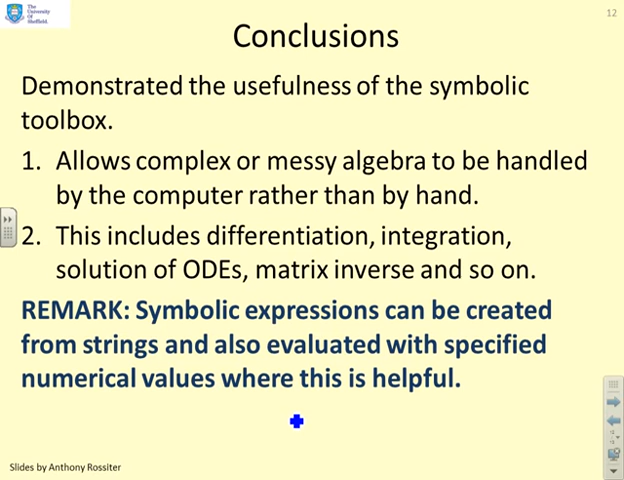 The
University
Of
Sheffield.
12
Conclusions
Demonstrated the usefulness of the symbolic
toolbox.
1. Allows complex or messy algebra to be handled
by the computer rather than by hand.
2. This includes differentiation, integration,
solution of ODEs, matrix inverse and so on.
REMARK: Symbolic expressions can be created
from strings and also evaluated with specified
numerical values where this is helpful.
Slides by Anthony Rossiter